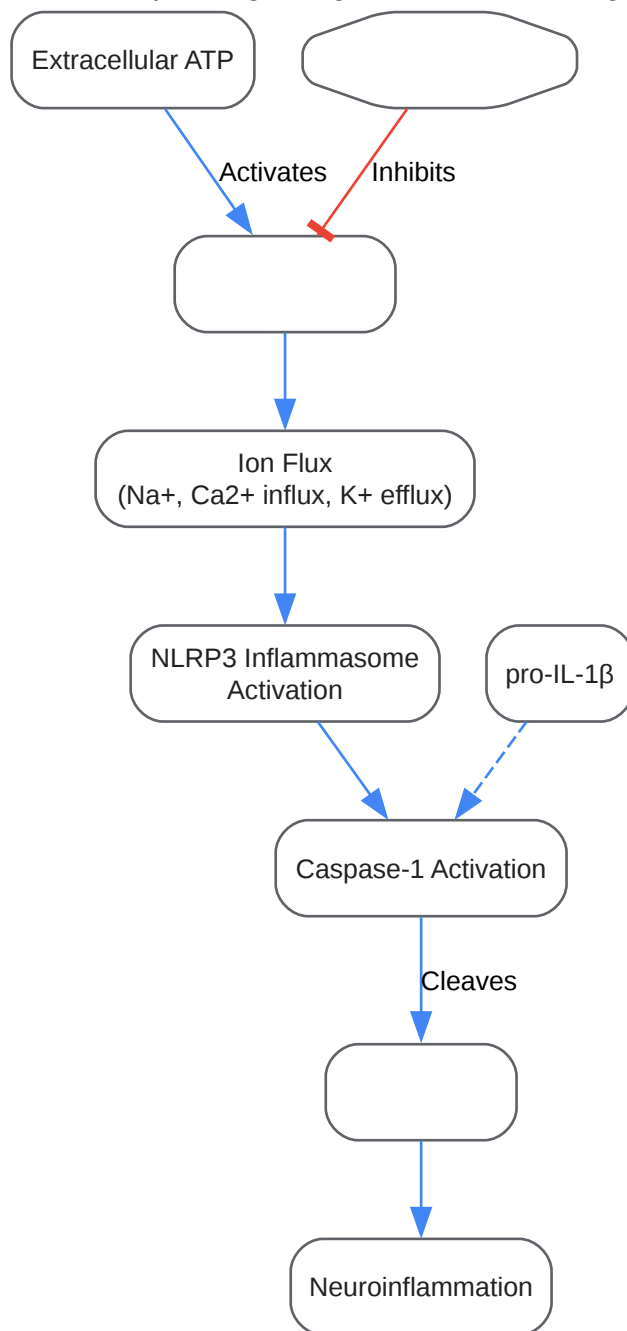 Extracellular ATP
Activates
Inhibits
Ion Flux
(Na+, Ca2+ influx, K+ efflux)
NLRP3 Inflammasome
Activation
pro-IL-1β
Caspase-1 Activation
Cleaves
Neuroinflammation